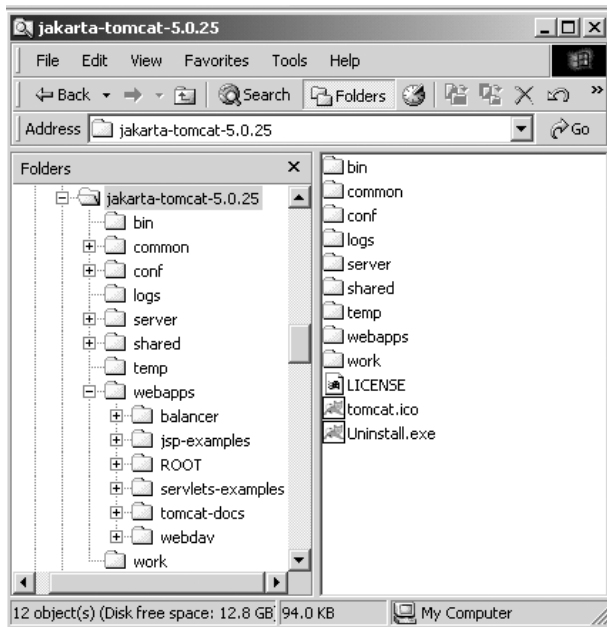 jakarta-tomcat-5.0.25
File Edit View Favorites Tools Help
Back Search Folders »
Address jakarta-tomcat-5.0.25 Go
Folders
jakarta-tomcat-5.0.25
bin
common
conf
logs
server
shared
temp
webapps
balancer
jsp-examples
ROOT
servlets-examples
tomcat-docs
webdav
work
bin
common
conf
logs
server
shared
temp
webapps
work
LICENSE
tomcat.ico
Uninstall.exe
12 object(s) (Disk free space: 12.8 GB 94.0 KB My Computer